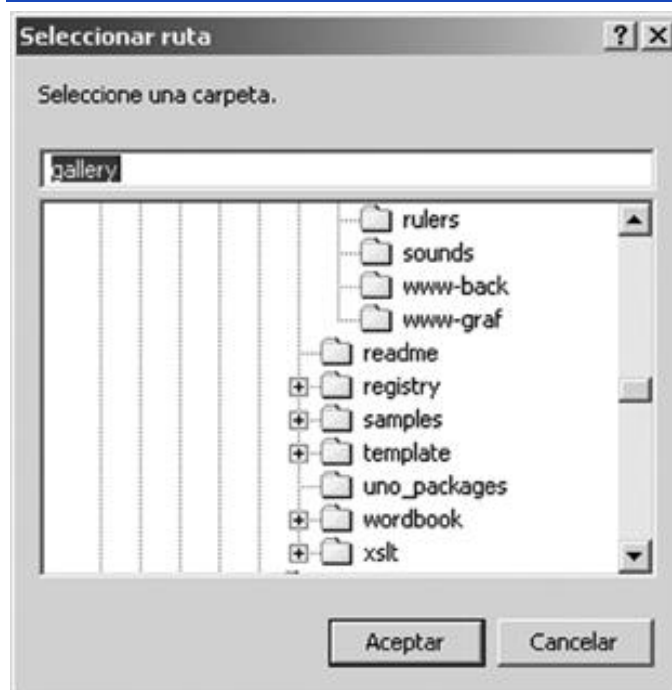 Seleccionar ruta
Seleccione una carpeta.
gallery
rulers
sounds
www-back
www-graf
readme
registry
samples
template
uno_packages
wordbook
xslt
Aceptar
Cancelar